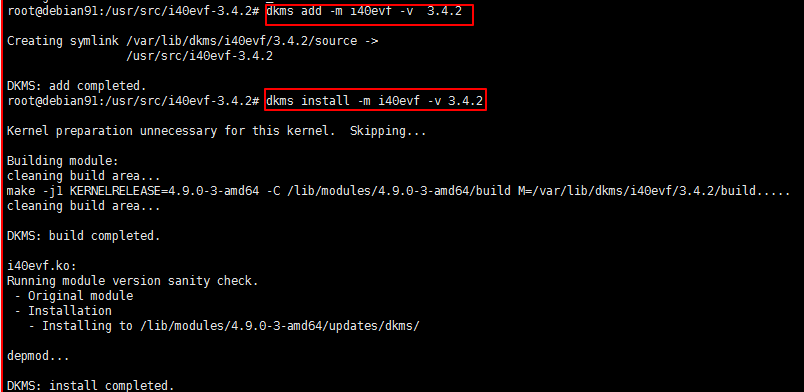 root@debian91:/usr/src/i40evf-3.4.2# dkms add -m i40evf -v  3.4.2
Creating symlink /var/lib/dkms/i40evf/3.4.2/source ->
                 /usr/src/i40evf-3.4.2
DKMS: add completed.
root@debian91:/usr/src/i40evf-3.4.2# dkms install -m i40evf -v 3.4.2
Kernel preparation unnecessary for this kernel.  Skipping...
Building module:
cleaning build area...
make -j1 KERNELRELEASE=4.9.0-3-amd64 -C /lib/modules/4.9.0-3-amd64/build M=/var/lib/dkms/i40evf/3.4.2/build.....
cleaning build area...
DKMS: build completed.
i40evf.ko:
Running module version sanity check.
 - Original module
 - Installation
   - Installing to /lib/modules/4.9.0-3-amd64/updates/dkms/
depmod...
DKMS: install completed.